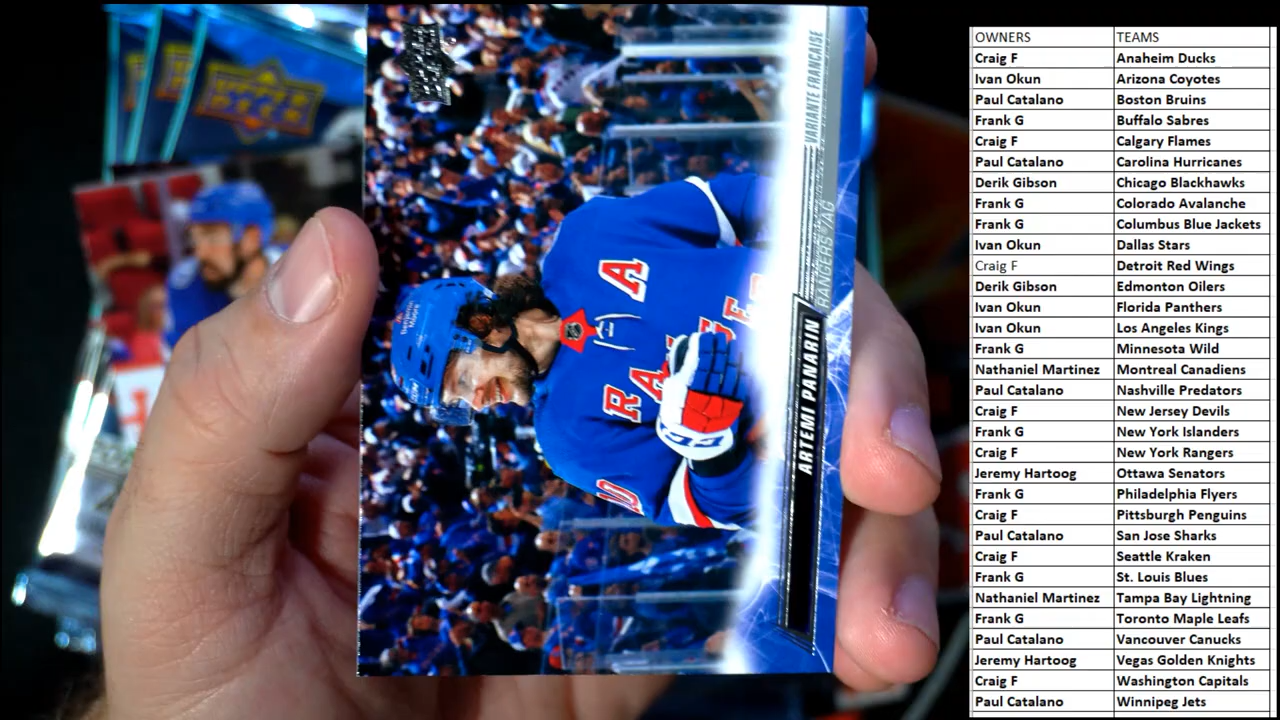 UPPER DECK
VARIANTE FRANÇAISE
RANGERS
ARTEMI PANARIN
A
OWNERS TEAMS
Craig F Anaheim Ducks
Ivan Okun Arizona Coyotes
Paul Catalano Boston Bruins
Frank G Buffalo Sabres
Craig F Calgary Flames
Paul Catalano Carolina Hurricanes
Derik Gibson Chicago Blackhawks
Frank G Colorado Avalanche
Frank G Columbus Blue Jackets
Ivan Okun Dallas Stars
Craig F Detroit Red Wings
Derik Gibson Edmonton Oilers
Ivan Okun Florida Panthers
Ivan Okun Los Angeles Kings
Frank G Minnesota Wild
Nathaniel Martinez Montreal Canadiens
Paul Catalano Nashville Predators
Craig F New Jersey Devils
Frank G New York Islanders
Craig F New York Rangers
Jeremy Hartoog Ottawa Senators
Frank G Philadelphia Flyers
Craig F Pittsburgh Penguins
Paul Catalano San Jose Sharks
Craig F Seattle Kraken
Frank G St. Louis Blues
Nathaniel Martinez Tampa Bay Lightning
Frank G Toronto Maple Leafs
Paul Catalano Vancouver Canucks
Jeremy Hartoog Vegas Golden Knights
Craig F Washington Capitals
Paul Catalano Winnipeg Jets